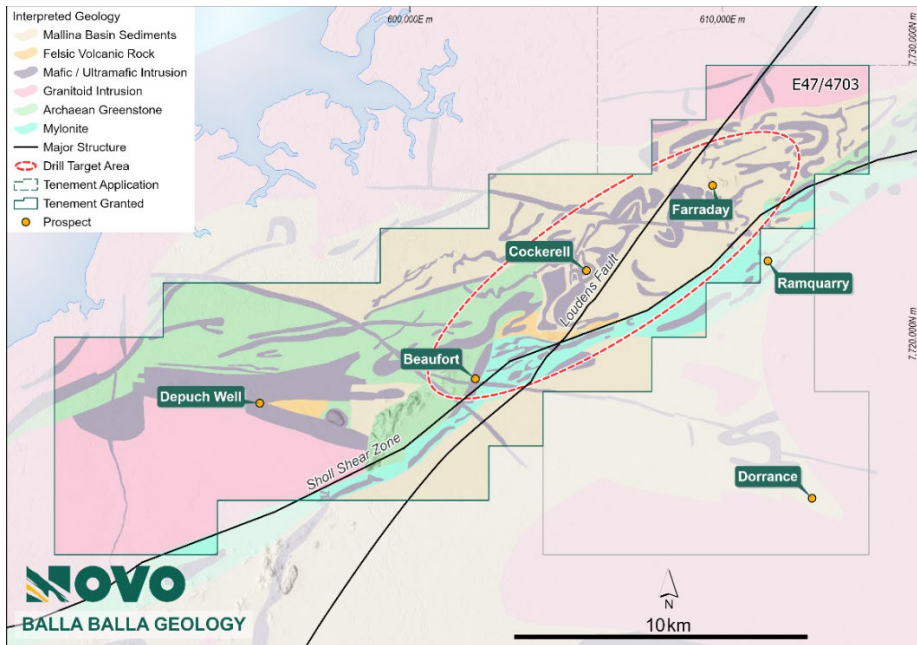 Interpreted Geology
Mallina Basin Sediments
Felsic Volcanic Rock
Mafic / Ultramafic Intrusion
Granitoid Intrusion
Archaean Greenstone
Mylonite
Major Structure
Drill Target Area
Tenement Application
Tenement Granted
Prospect
600,000E m
610,000E m
7,730,000N m
7,720,000N m
E47/4703
Farraday
Cockerell
Loudens Fault
Ramquarry
Beaufort
Depuch Well
Sholl Shear Zone
Dorrance
NOVO
BALLA BALLA GEOLOGY
N
10km